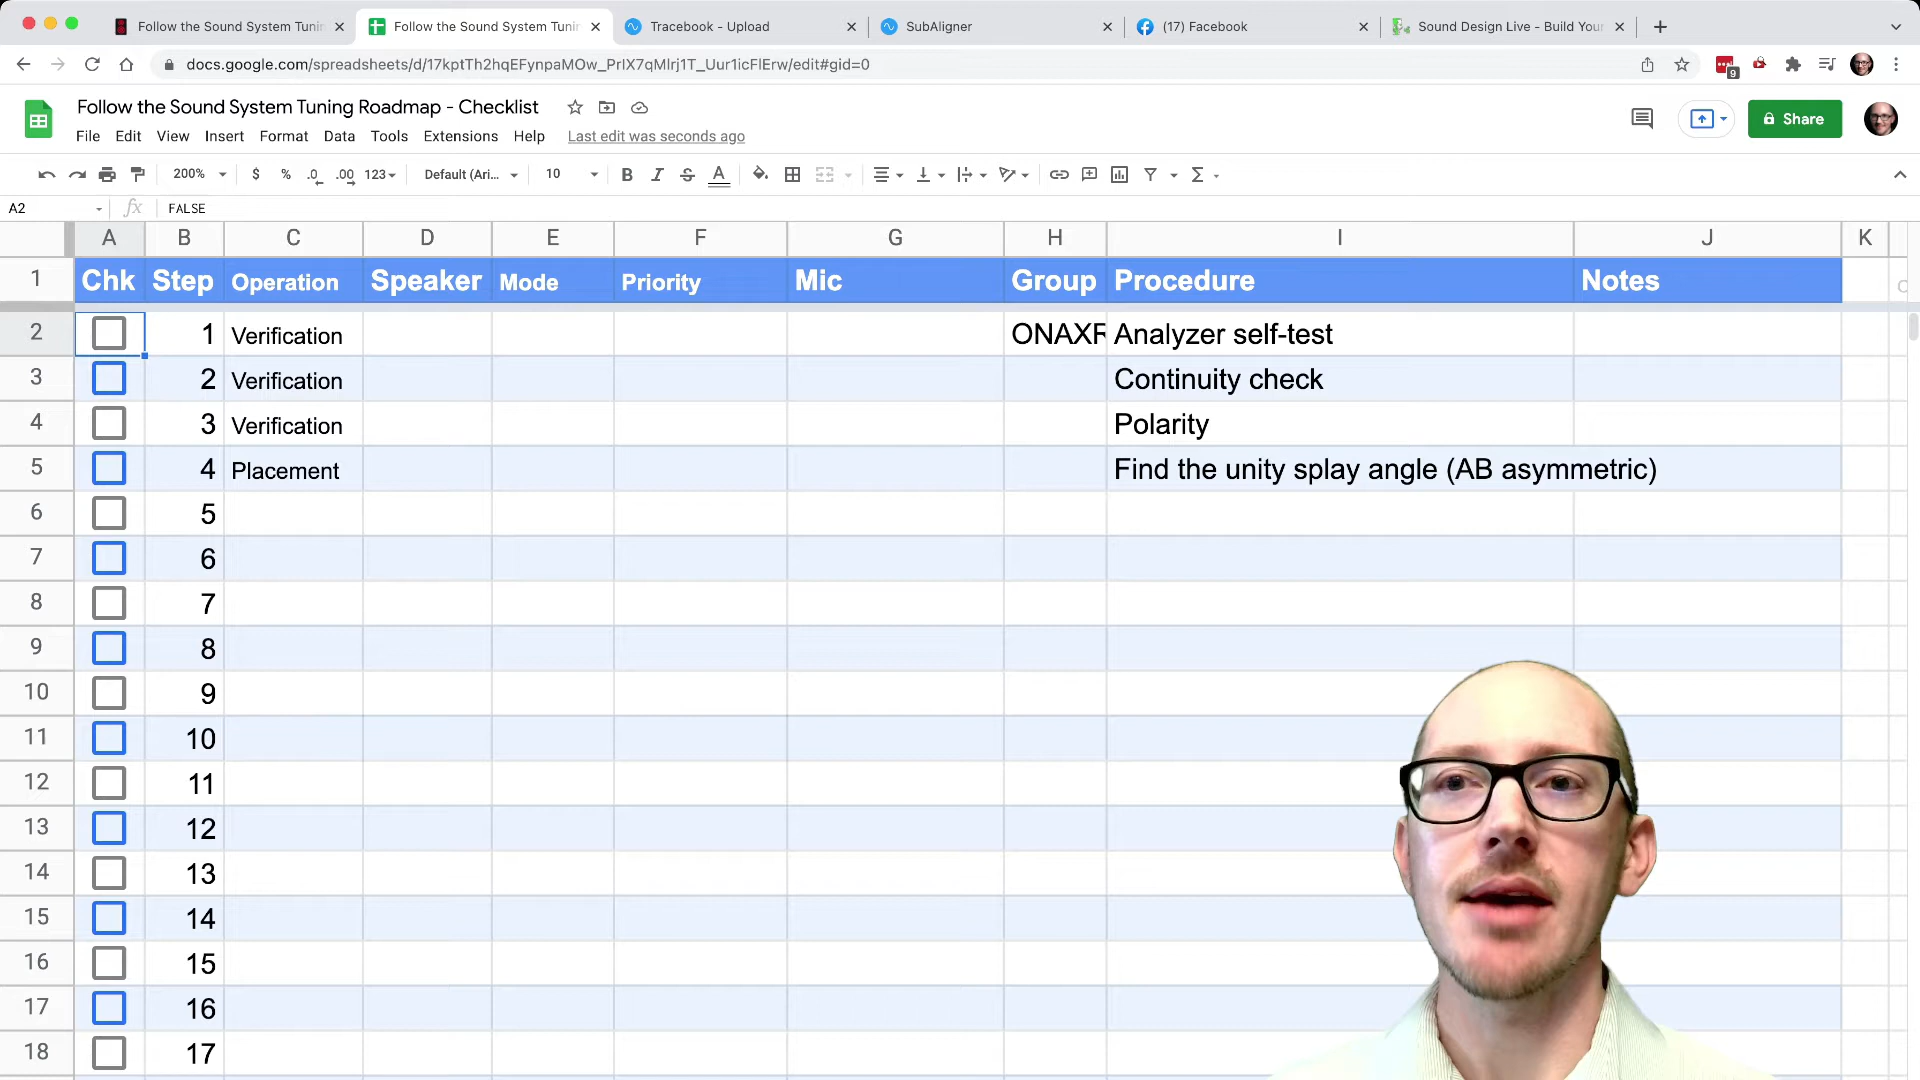 Follow the Sound System Tunin
Follow the Sound System Tunin
Tracebook - Upload
SubAligner
(17) Facebook
Sound Design Live - Build Your
docs.google.com/spreadsheets/d/17kptTh2hqEFynpaMOw_PrIX7qMlrj1T_Uur1icFlErw/edit#gid=0
9
Follow the Sound System Tuning Roadmap - Checklist
File Edit View Insert Format Data Tools Extensions Help Last edit was seconds ago
Share
200% $ % .0 .00 123 Default (Ari... 10 B I S A Σ
A2 fx FALSE
A B C D E F G H I J K
1 Chk Step Operation Speaker Mode Priority Mic Group Procedure Notes
2 1 Verification ONAXR Analyzer self-test
3 2 Verification Continuity check
4 3 Verification Polarity
5 4 Placement Find the unity splay angle (AB asymmetric)
6 5
7 6
8 7
9 8
10 9
11 10
12 11
13 12
14 13
15 14
16 15
17 16
18 17